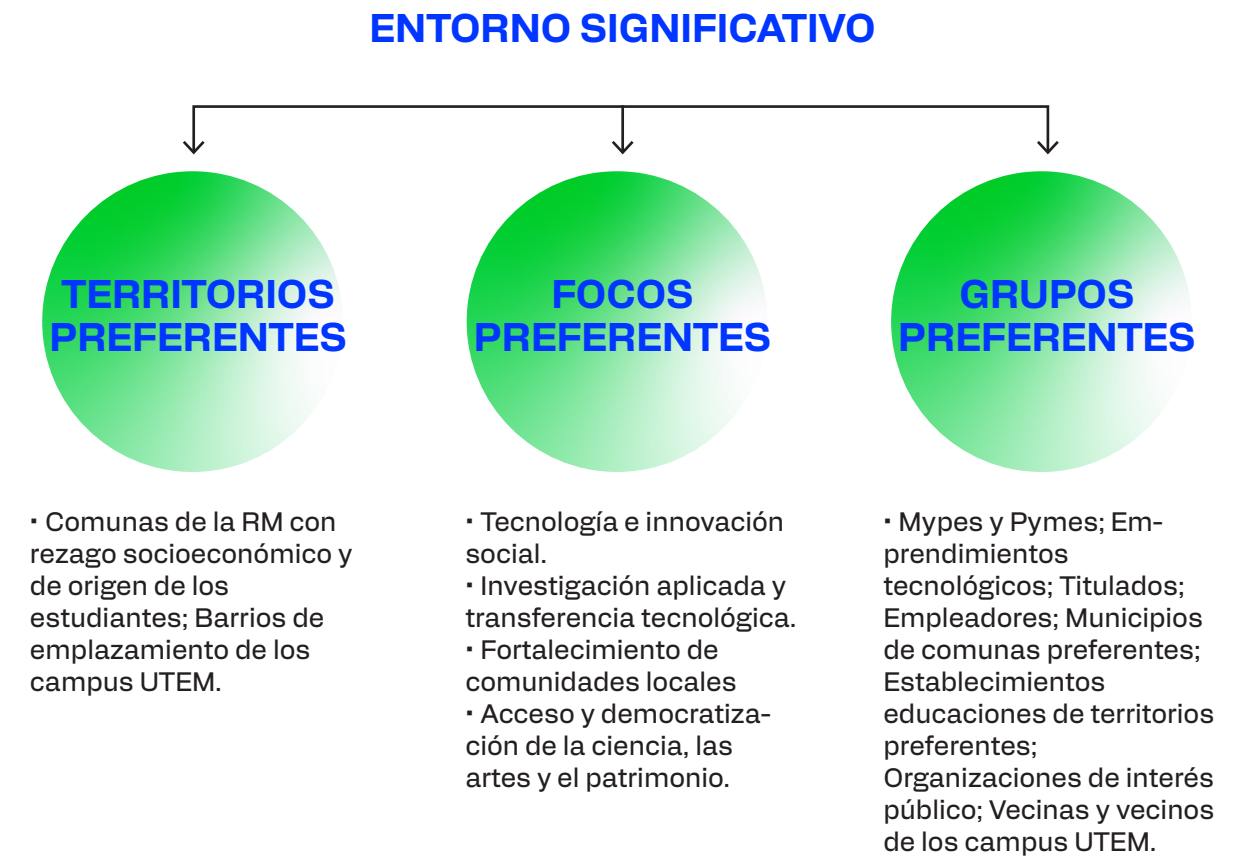 ENTORNO SIGNIFICATIVO
TERRITORIOS
PREFERENTES
· Comunas de la RM con
rezago socioeconómico y
de origen de los
estudiantes; Barrios de
emplazamiento de los
campus UTEM.
FOCOS
PREFERENTES
· Tecnología e innovación
social.
· Investigación aplicada y
transferencia tecnológica.
· Fortalecimiento de
comunidades locales
· Acceso y democratiza-
ción de la ciencia, las
artes y el patrimonio.
GRUPOS
PREFERENTES
· Mypes y Pymes; Em-
prendimientos
tecnológicos; Titulados;
Empleadores; Municipios
de comunas preferentes;
Establecimientos
educaciones de territorios
preferentes;
Organizaciones de interés
público; Vecinas y vecinos
de los campus UTEM.